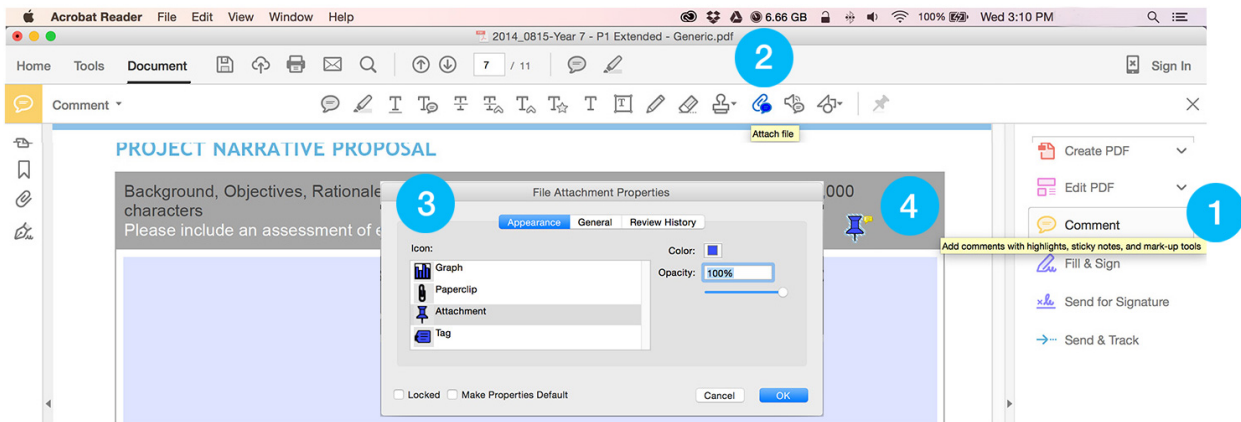 Acrobat Reader File Edit View Window Help 6.66 GB 100% Wed 3:10 PM
2014_0815-Year 7 - P1 Extended - Generic.pdf
2
Home Tools Document 7 / 11 Sign In
Comment
Attach file
PROJECT NARRATIVE PROPOSAL
Create PDF
Edit PDF
1
Comment
Add comments with highlights, sticky notes, and mark-up tools
Fill & Sign
Send for Signature
Send & Track
Background, Objectives, Rationale ,000
characters
Please include an assessment of e
3
4
File Attachment Properties
Appearance General Review History
Icon:
Graph
Paperclip
Attachment
Tag
Color:
Opacity: 100%
Locked Make Properties Default Cancel OK